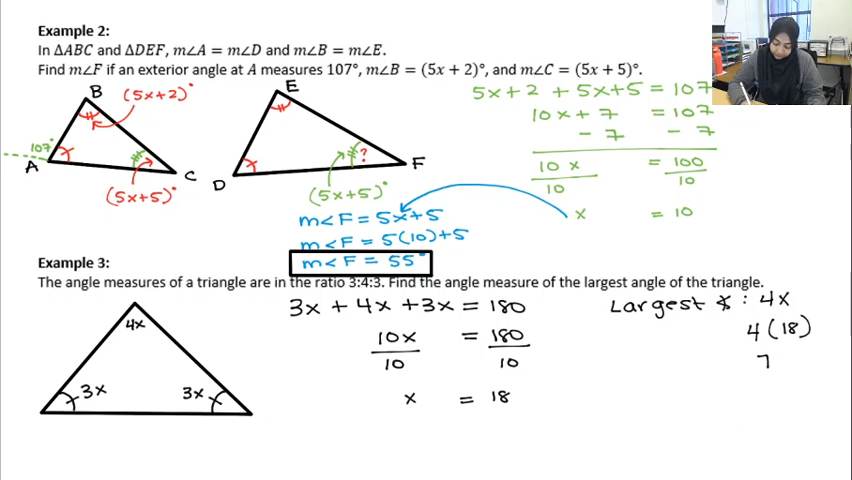 Example 2:
In ΔABC and ΔDEF, m∠A = m∠D and m∠B = m∠E.
Find m∠F if an exterior angle at A measures 107°, m∠B = (5x + 2)°, and m∠C = (5x + 5)°.
B (5x+2)°
107°
A
C
(5x+5)°
E
D
F
?
(5x+5)°
5x+2 + 5x+5 = 107
10x + 7 = 107
- 7 - 7
10x = 100
10 10
x = 10
m∠F = 5x+5
m∠F = 5(10)+5
m∠F = 55°
Example 3:
The angle measures of a triangle are in the ratio 3:4:3. Find the angle measure of the largest angle of the triangle.
4x
3x 3x
3x + 4x + 3x = 180
10x = 180
10 10
x = 18
Largest ∡ : 4x
4(18)
7